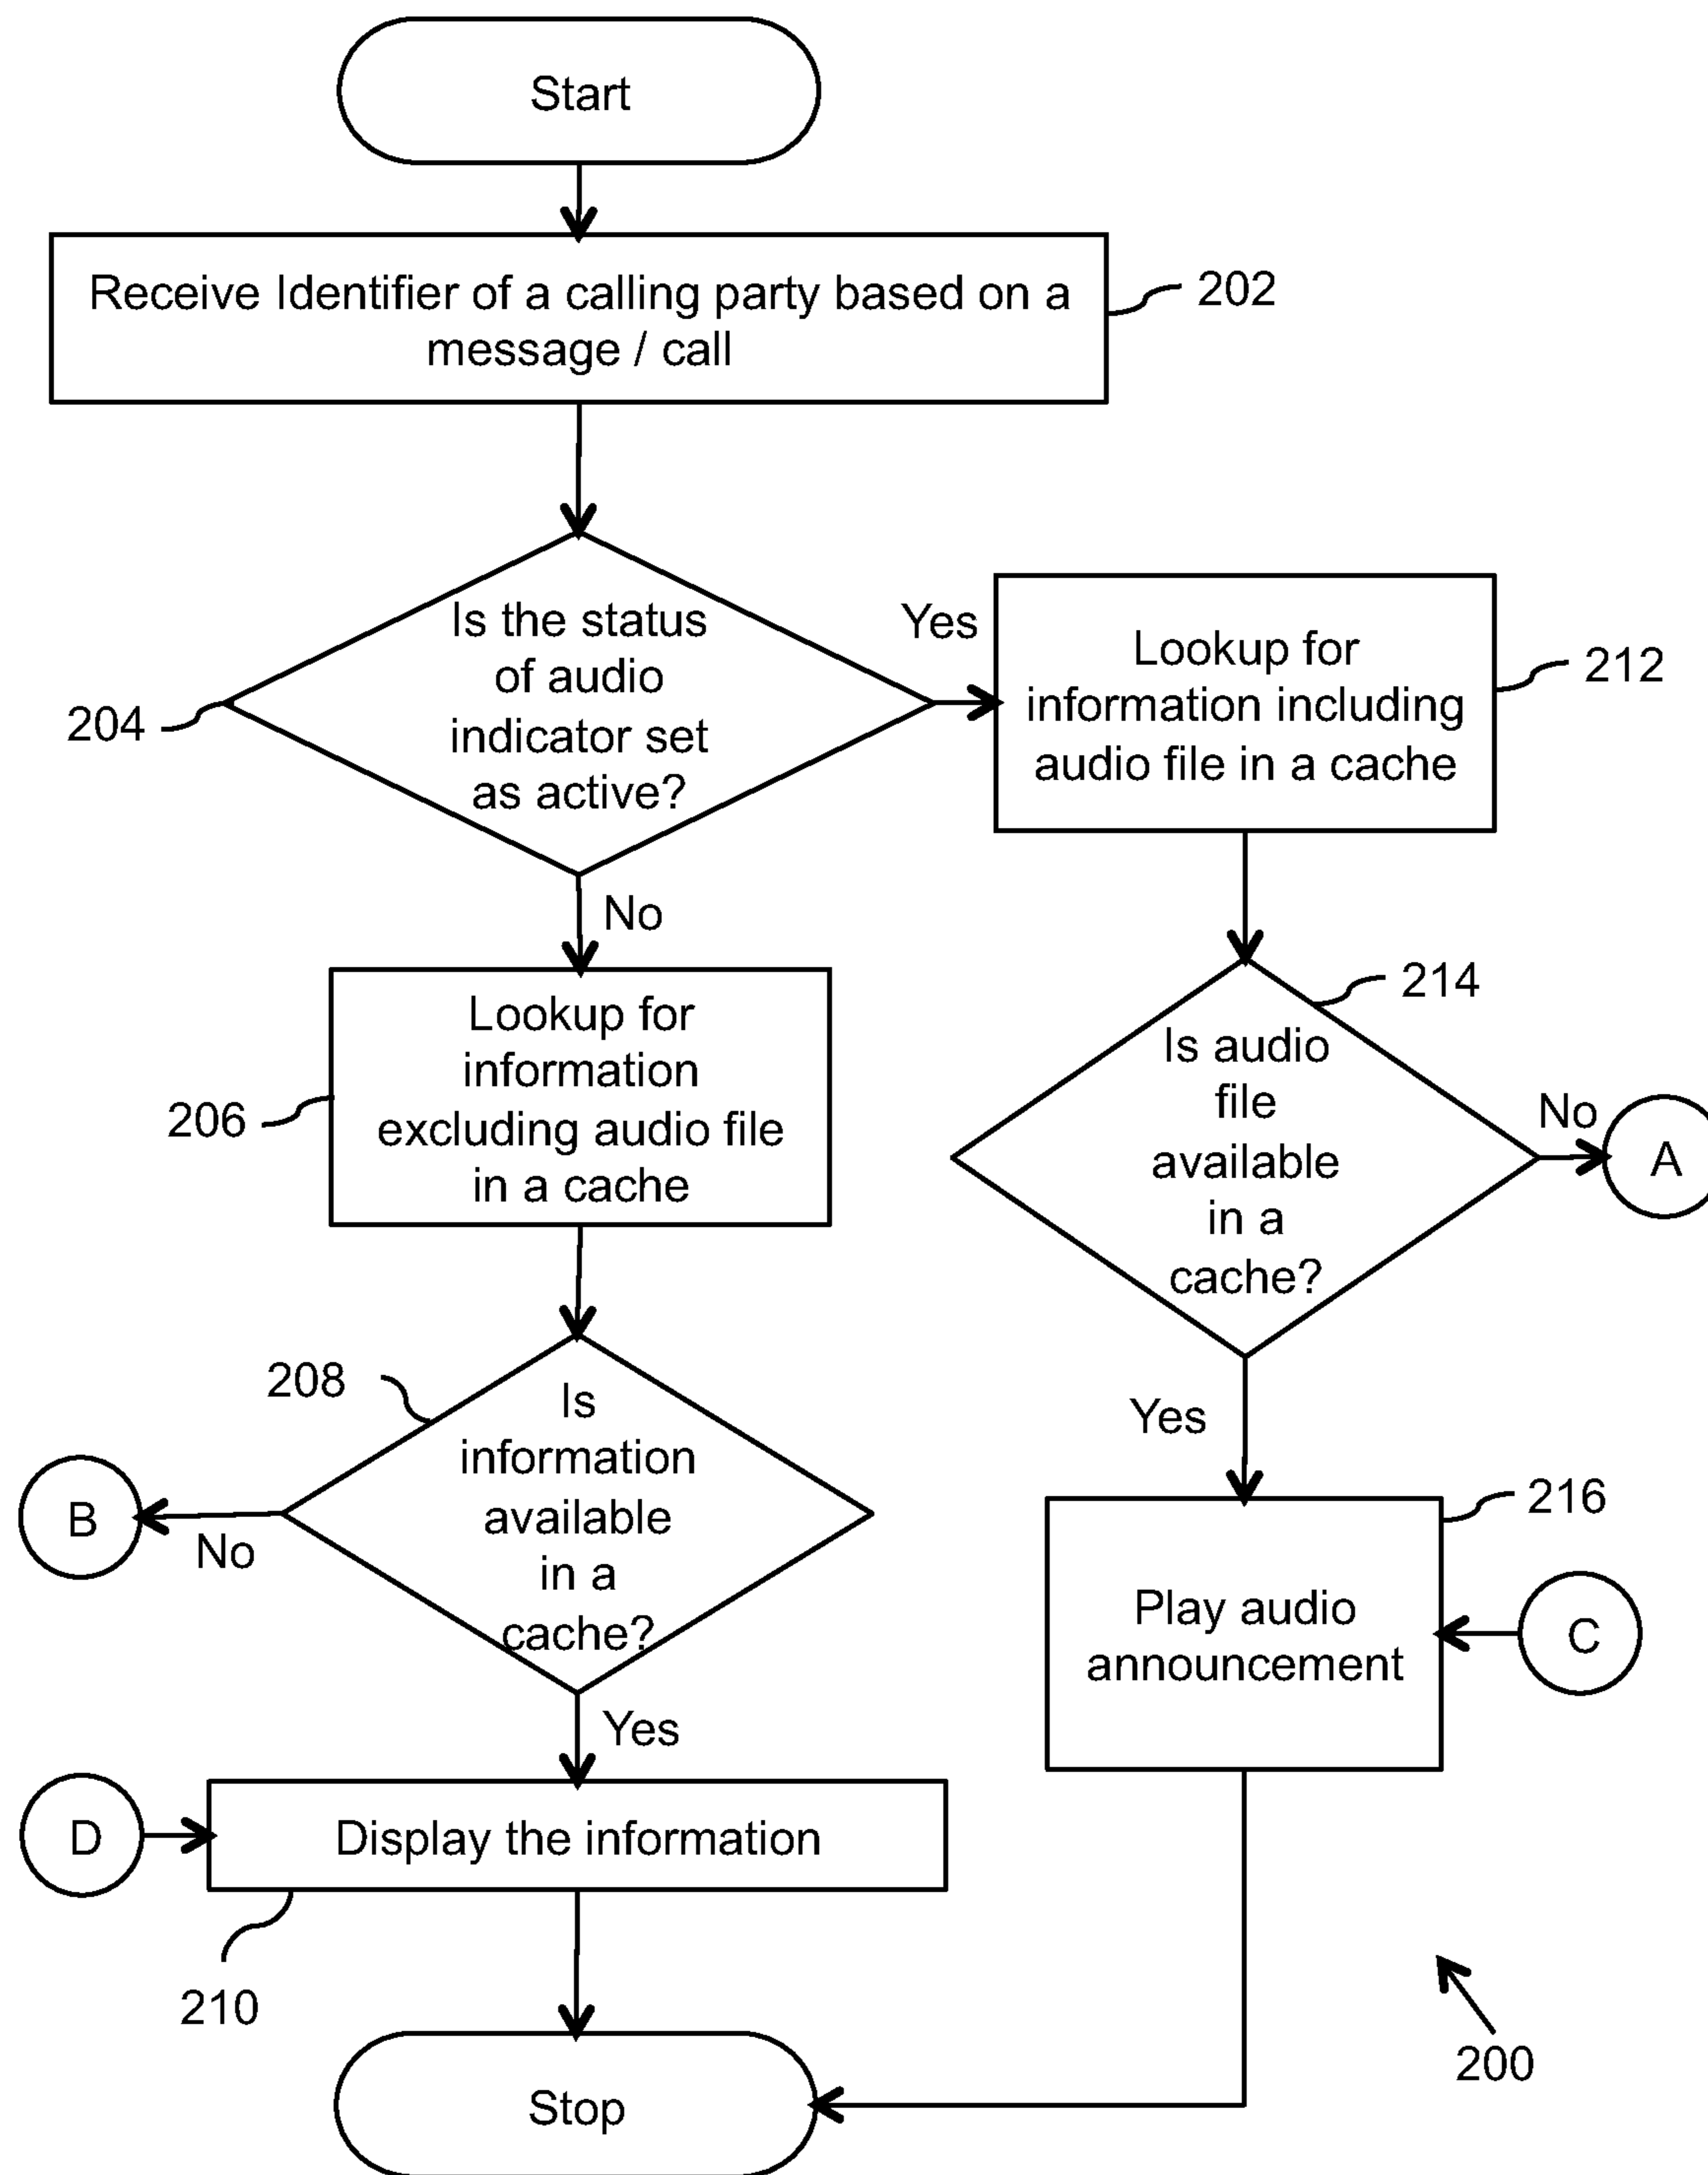 Start
Receive Identifier of a calling party based on a
message / call
202
Is the status
of audio
indicator set
as active?
204
Yes
Lookup for
information including
audio file in a cache
212
No
Lookup for
information
excluding audio file
in a cache
206
214
Is audio
file
available
in a
cache?
No
A
208
Is
information
available
in a
cache?
B
No
Yes
216
Play audio
announcement
C
Yes
D
Display the information
210
200
Stop